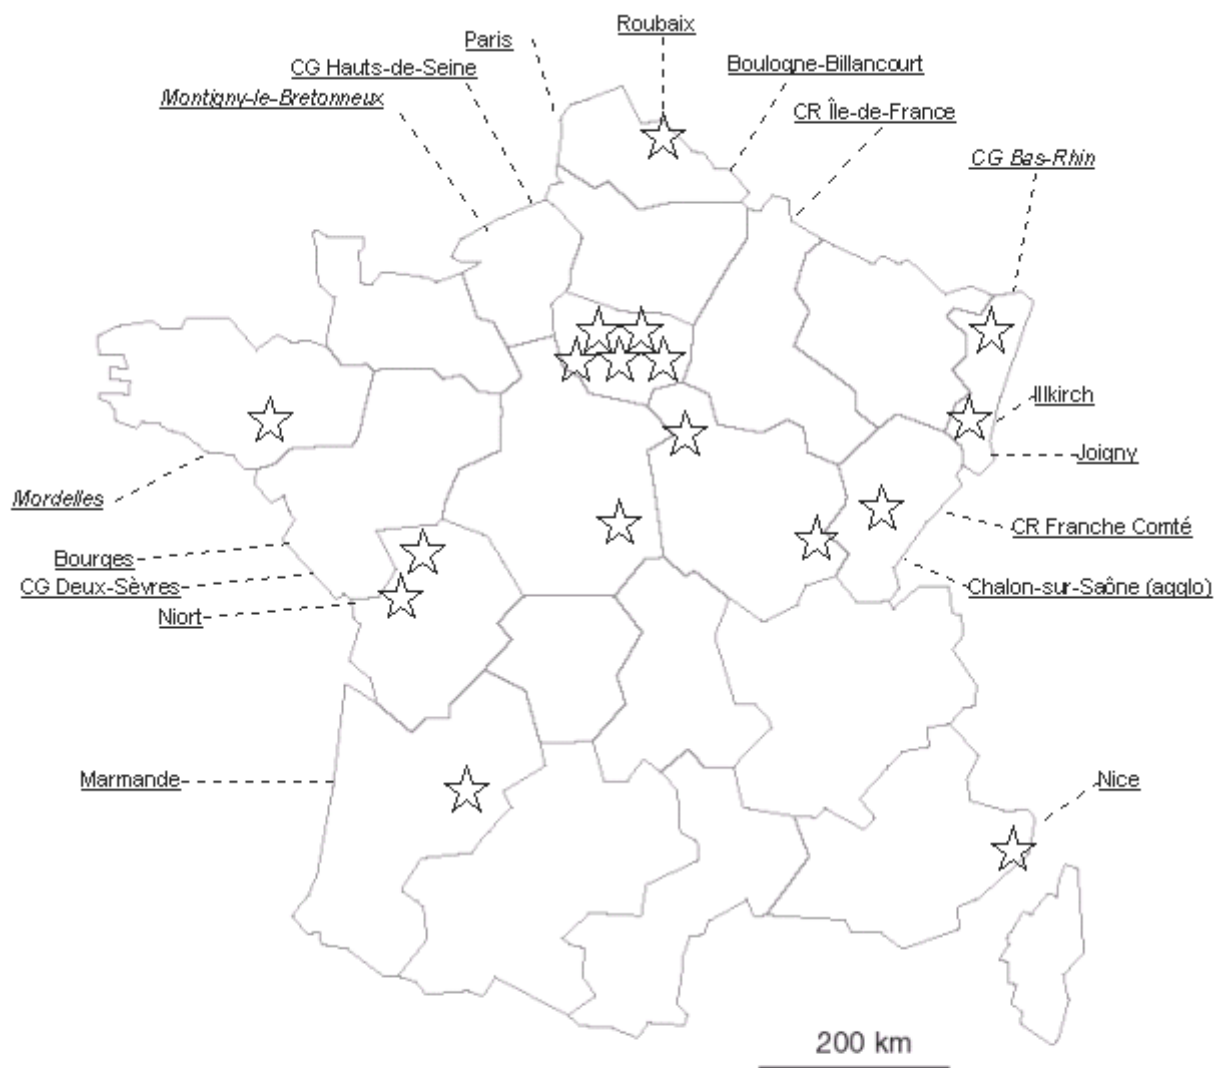 Roubaix
Paris
Boulogne-Billancourt
CG Hauts-de-Seine
Montigny-le-Bretonneux
CR Île-de-France
CG Bas-Rhin
Illkirch
Joigny
Mordelles
CR Franche Comté
Bourges
CG Deux-Sèvres
Chalon-sur-Saône (agglo)
Niort
Marmande
Nice
200 km